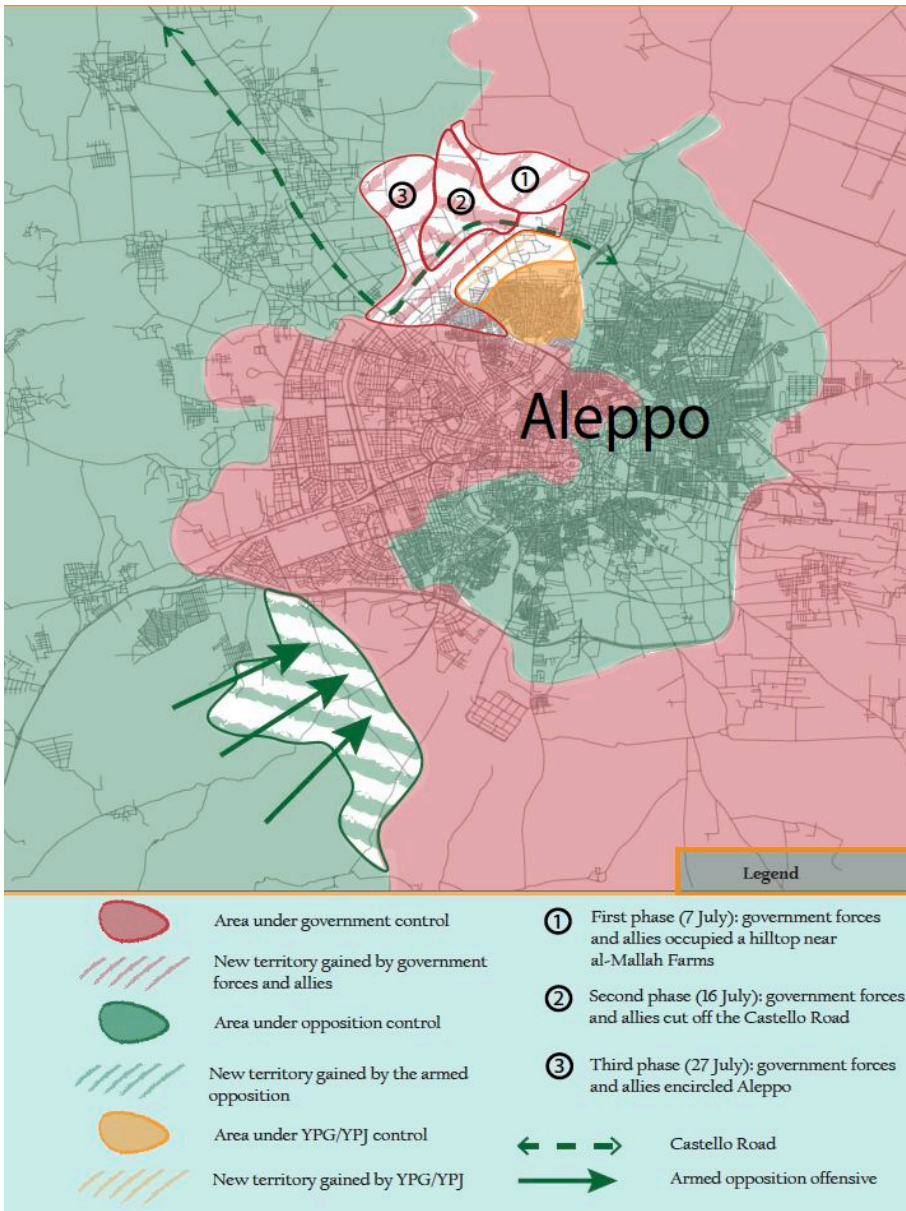 1
3
2
Aleppo
Legend
Area under government control
New territory gained by government
forces and allies
Area under opposition control
New territory gained by the armed
opposition
Area under YPG/YPJ control
New territory gained by YPG/YPJ
1 First phase (7 July): government forces
and allies occupied a hilltop near
al-Mallah Farms
2 Second phase (16 July): government forces
and allies cut off the Castello Road
3 Third phase (27 July): government forces
and allies encircled Aleppo
Castello Road
Armed opposition offensive